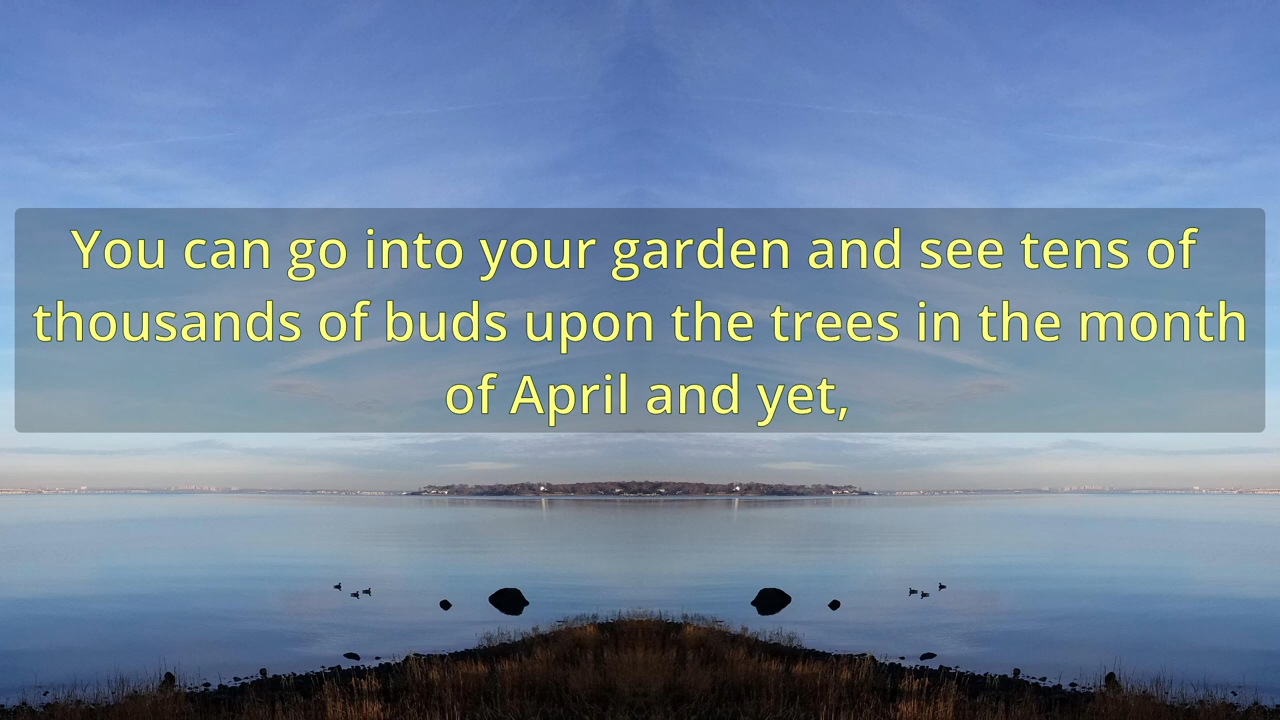 You can go into your garden and see tens of
thousands of buds upon the trees in the month
of April and yet,